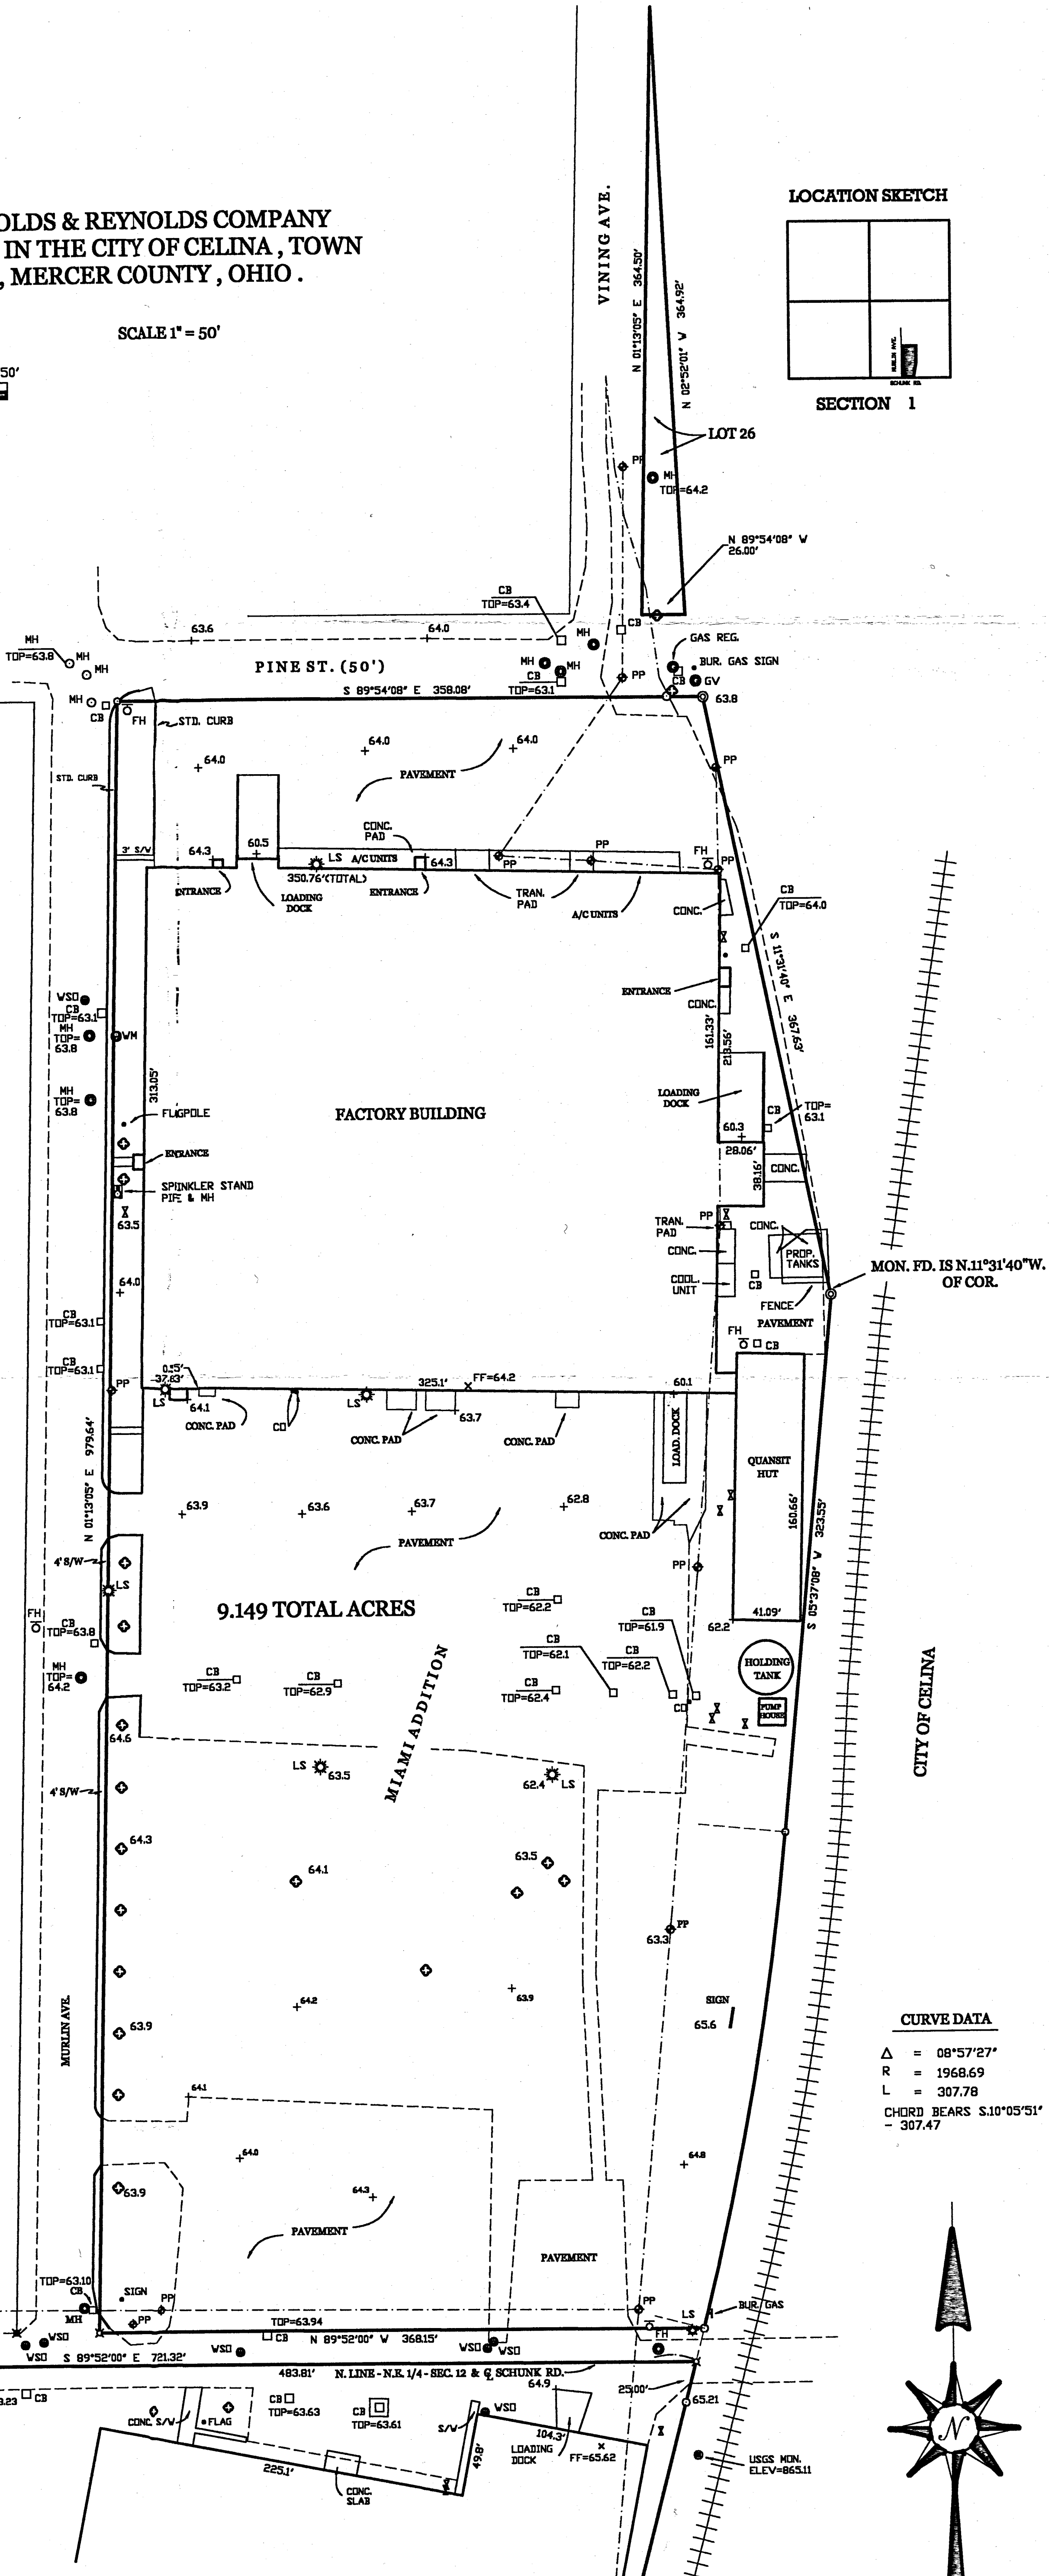 OLDS & REYNOLDS COMPANY
IN THE CITY OF CELINA , TOWN
, MERCER COUNTY , OHIO .
SCALE 1" = 50'
50'
VINING AVE.
N 01°13'05" E 364.50'
N 02°52'01" W 364.92'
LOCATION SKETCH
MURLIN AVE.
SCHUNK RD.
SECTION 1
LOT 26
PP
MH
TOP=64.2
N 89°54'08" W
26.00'
CB
TOP=63.4
63.6
64.0
MH
CB
GAS REG.
BUR. GAS SIGN
MH
TOP=63.8
MH
MH
PINE ST. (50')
MH
MH
CB
TOP=63.1
PP
CB
GV
S 89°54'08" E 358.08'
63.8
MH
CB
FH
STD. CURB
64.0
64.0
64.0
PAVEMENT
PP
STD. CURB
3' S/W
64.3
60.5
CONC.
PAD
LS
A/C UNITS
64.3
PP
PP
FH
PP
350.76'(TOTAL)
ENTRANCE
LOADING
DOCK
ENTRANCE
TRAN.
PAD
A/C UNITS
CONC.
CB
TOP=64.0
S 11°31'40" E 367.63'
WSO
CB
TOP=63.1
MH
TOP=
63.8
WM
ENTRANCE
CONC.
161.33'
213.56'
MH
TOP=
63.8
313.05'
FLAGPOLE
FACTORY BUILDING
LOADING
DOCK
60.3
CB
TOP=
63.1
28.06'
ENTRANCE
38.16'
CONC.
SPRINKLER STAND
PIPE & MH
63.5
TRAN.
PAD
PP
CONC.
CONC.
PROP.
TANKS
64.0
COOL.
UNIT
CB
FENCE
MON. FD. IS N.11°31'40"W.
OF COR.
PAVEMENT
CB
TOP=63.1
FH
CB
CB
TOP=63.1
0.25'
37.83'
PP
325.1'
FF=64.2
60.1
LS
64.1
CONC. PAD
CO
LS
CONC. PAD
63.7
CONC. PAD
LOAD. DOCK
QUANSIT
HUT
N 01°13'05" E 979.64'
63.9
63.6
63.7
62.8
160.66'
S 05°37'08" W 323.55'
PAVEMENT
CONC. PAD
4' S/W
PP
LS
9.149 TOTAL ACRES
CB
TOP=62.2
41.09'
62.2
FH
CB
TOP=63.8
CB
TOP=61.9
CB
TOP=62.1
CB
TOP=62.2
MH
TOP=
64.2
CB
TOP=63.2
CB
TOP=62.9
CB
TOP=62.4
CO
HOLDING
TANK
PUMP
HOUSE
MIAMI ADDITION
CITY OF CELINA
64.6
LS
63.5
62.4
LS
4' S/W
64.3
64.1
63.5
PP
63.3
64.2
63.9
SIGN
65.6
63.9
MURLIN AVE.
CURVE DATA
Δ = 08°57'27"
R = 1968.69
L = 307.78
CHORD BEARS S.10°05'51"
- 307.47
64.1
64.0
64.8
63.9
64.3
PAVEMENT
PAVEMENT
TOP=63.10
CB
MH
SIGN
PP
PP
PP
LS
BUR. GAS
TOP=63.94
CB
N 89°52'00" W 368.15'
FH
WSO
WSO
WSO
WSO
WSO
S 89°52'00" E 721.32'
483.81'
N. LINE - N.E. 1/4 - SEC. 12 & ℄ SCHUNK RD.
64.9
25.00'
65.21
3.23
CB
CONC. S/W
FLAG
CB
TOP=63.63
CB
TOP=63.61
S/W
WSO
104.3'
LOADING
DOCK
FF=65.62
49.8'
225.1'
CONC.
SLAB
USGS MON.
ELEV=865.11
N